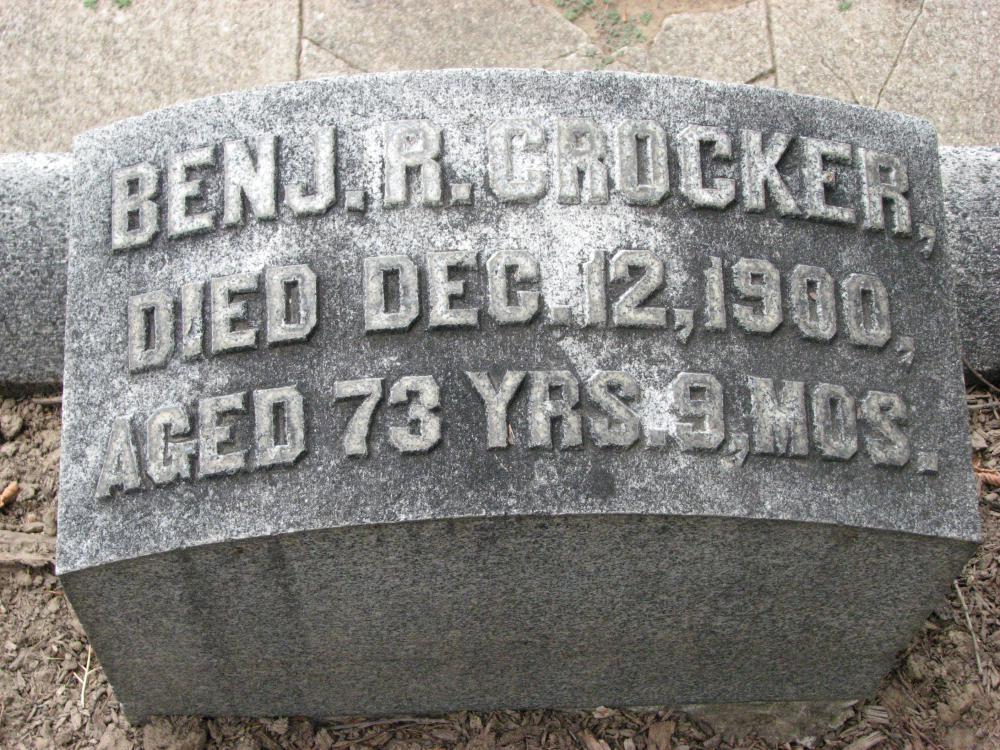 BENJ. R. CROCKER,
DIED DEC. 12, 1900,
AGED 73 YRS. 9, MOS.